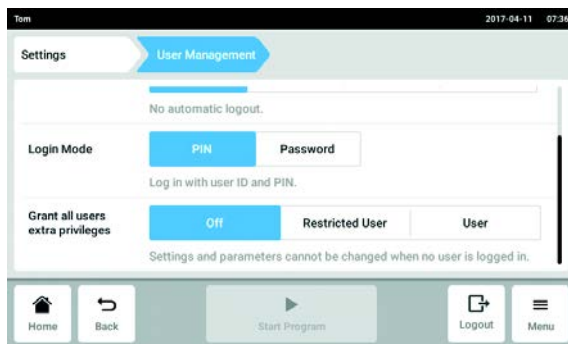 Tom 2017-04-11 07:36
Settings User Management
No automatic logout.
Login Mode PIN Password
Log in with user ID and PIN.
Grant all users
extra privileges
Off Restricted User User
Settings and parameters cannot be changed when no user is logged in.
Home Back Start Program Logout Menu